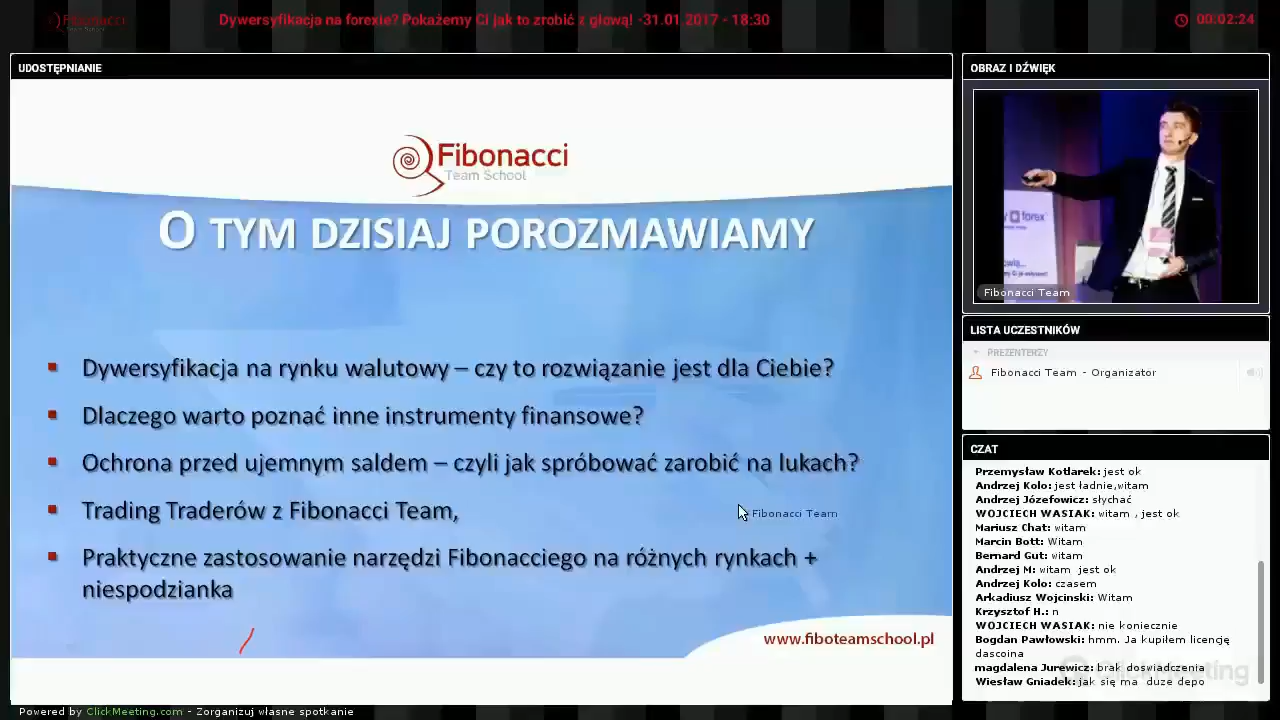 Fibonacci
Team School
Dywersyfikacja na forexie? Pokażemy Ci jak to zrobić z głową! -31.01.2017 - 18:30
00:02:24
UDOSTĘPNIANIE
Fibonacci
Team School
O TYM DZISIAJ POROZMAWIAMY
Dywersyfikacja na rynku walutowy – czy to rozwiązanie jest dla Ciebie?
Dlaczego warto poznać inne instrumenty finansowe?
Ochrona przed ujemnym saldem – czyli jak spróbować zarobić na lukach?
Trading Traderów z Fibonacci Team,
Fibonacci Team
Praktyczne zastosowanie narzędzi Fibonacciego na różnych rynkach +
niespodzianka
www.fiboteamschool.pl
OBRAZ I DŹWIĘK
y forex
Fibonacci Team
LISTA UCZESTNIKÓW
PREZENTERZY
Fibonacci Team - Organizator
CZAT
Przemysław Kotlarek: jest ok
Andrzej Kolo: jest ładnie,witam
Andrzej Józefowicz: słychać
WOJCIECH WASIAK: witam , jest ok
Mariusz Chat: witam
Marcin Bott: Witam
Bernard Gut: witam
Andrzej M: witam jest ok
Andrzej Kolo: czasem
Arkadiusz Wojcinski: Witam
Krzysztof H.: n
WOJCIECH WASIAK: nie koniecznie
Bogdan Pawłowski: hmm. Ja kupiłem licencję
dascoina
magdalena Jurewicz: brak doswiadczenia
Wiesław Gniadek: jak się ma duze depo
ClickMeeting
Powered by ClickMeeting.com - Zorganizuj własne spotkanie